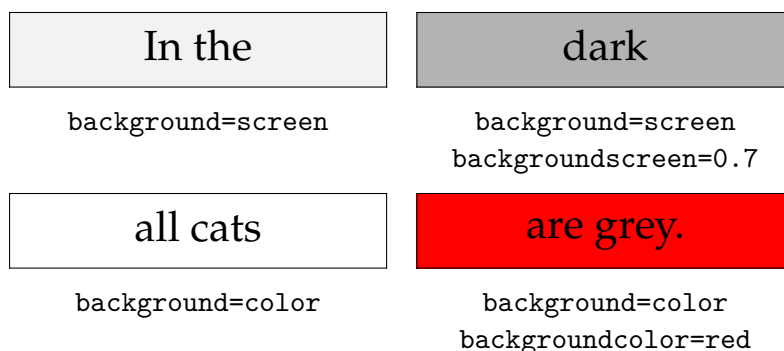 In the
dark
background=screen
background=screen
backgroundscreen=0.7
all cats
are grey.
background=color
background=color
backgroundcolor=red